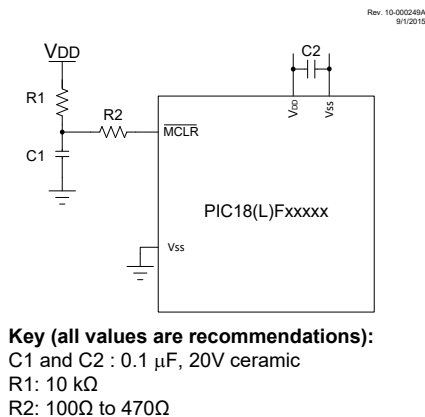 Rev. 10-000249A
9/1/2015
VDD
C2
R1
R2
C1
MCLR
VDD
Vss
PIC18(L)Fxxxxx
Vss
Key (all values are recommendations):
C1 and C2 : 0.1 μF, 20V ceramic
R1: 10 kΩ
R2: 100Ω to 470Ω